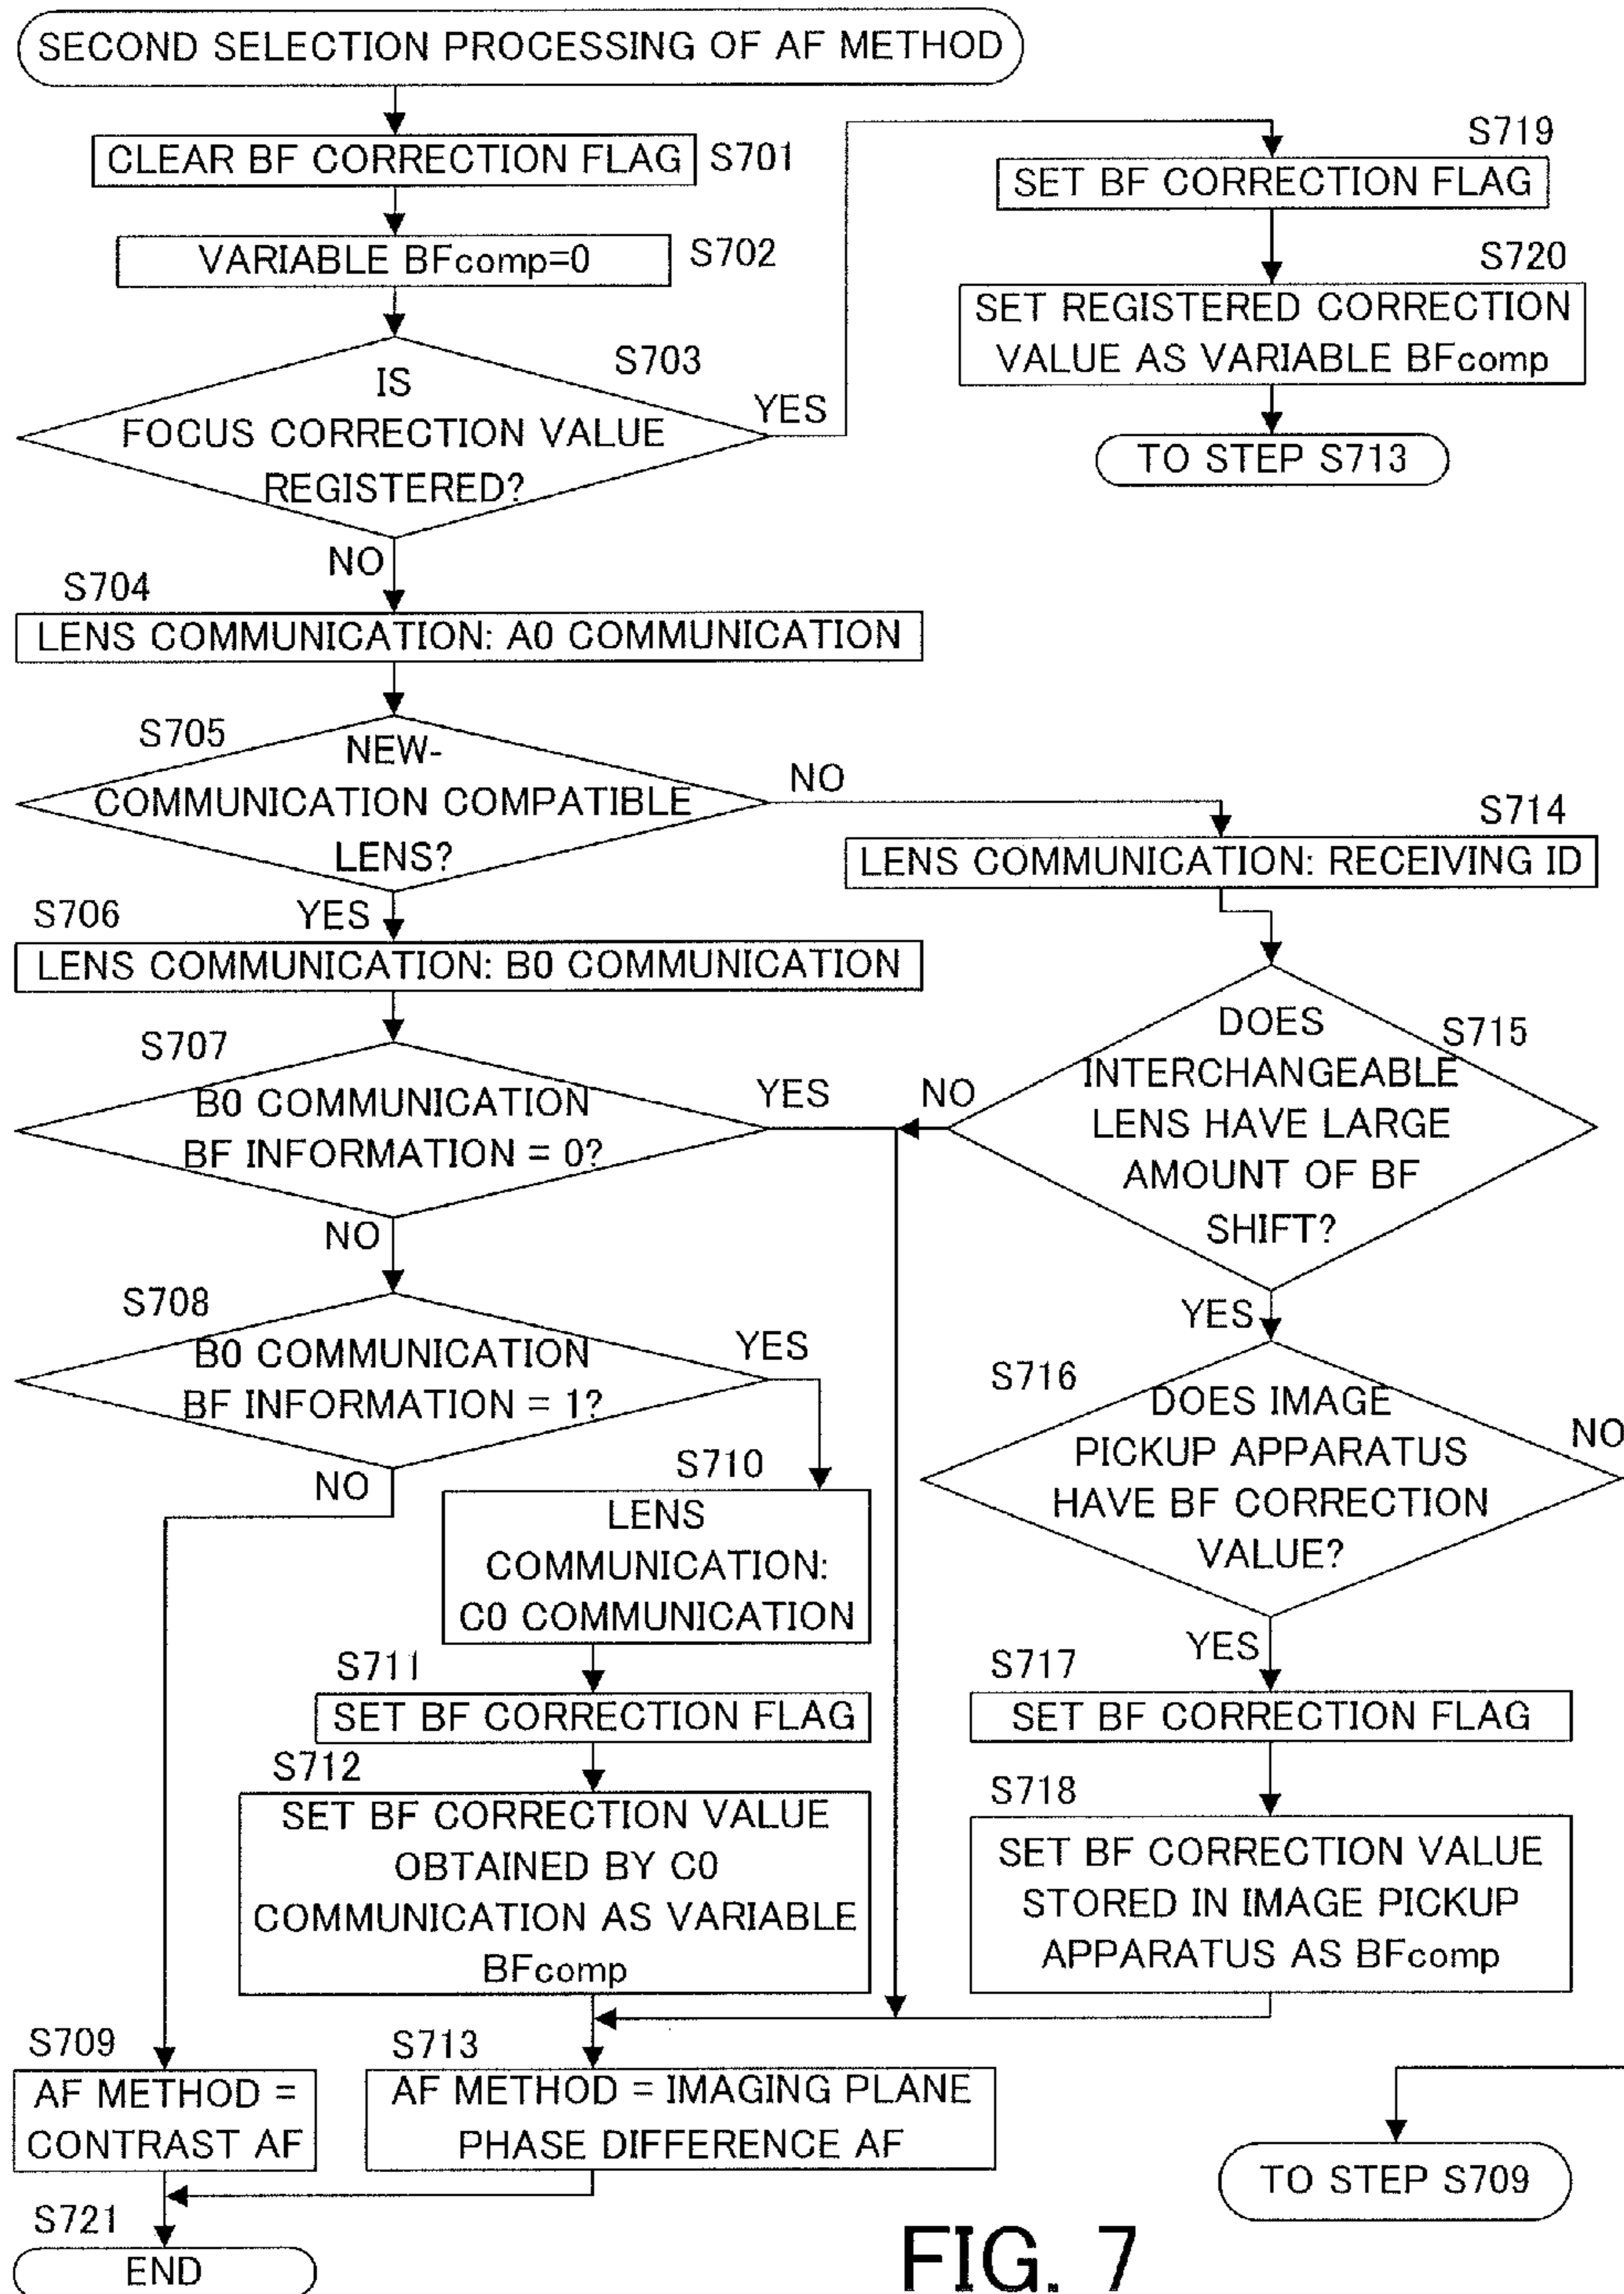 SECOND SELECTION PROCESSING OF AF METHOD
CLEAR BF CORRECTION FLAG
S701
VARIABLE BFcomp=0
S702
S703
IS
FOCUS CORRECTION VALUE
REGISTERED?
YES
NO
S719
SET BF CORRECTION FLAG
S720
SET REGISTERED CORRECTION
VALUE AS VARIABLE BFcomp
TO STEP S713
S704
LENS COMMUNICATION: A0 COMMUNICATION
S705
NEW-
COMMUNICATION COMPATIBLE
LENS?
NO
YES
S714
LENS COMMUNICATION: RECEIVING ID
S706
LENS COMMUNICATION: B0 COMMUNICATION
S707
B0 COMMUNICATION
BF INFORMATION = 0?
YES
NO
S715
DOES
INTERCHANGEABLE
LENS HAVE LARGE
AMOUNT OF BF
SHIFT?
NO
YES
S708
B0 COMMUNICATION
BF INFORMATION = 1?
YES
NO
S716
DOES IMAGE
PICKUP APPARATUS
HAVE BF CORRECTION
VALUE?
NO
YES
S710
LENS
COMMUNICATION:
C0 COMMUNICATION
S711
SET BF CORRECTION FLAG
S712
SET BF CORRECTION VALUE
OBTAINED BY C0
COMMUNICATION AS VARIABLE
BFcomp
S717
SET BF CORRECTION FLAG
S718
SET BF CORRECTION VALUE
STORED IN IMAGE PICKUP
APPARATUS AS BFcomp
S709
AF METHOD =
CONTRAST AF
S713
AF METHOD = IMAGING PLANE
PHASE DIFFERENCE AF
TO STEP S709
S721
END
FIG. 7